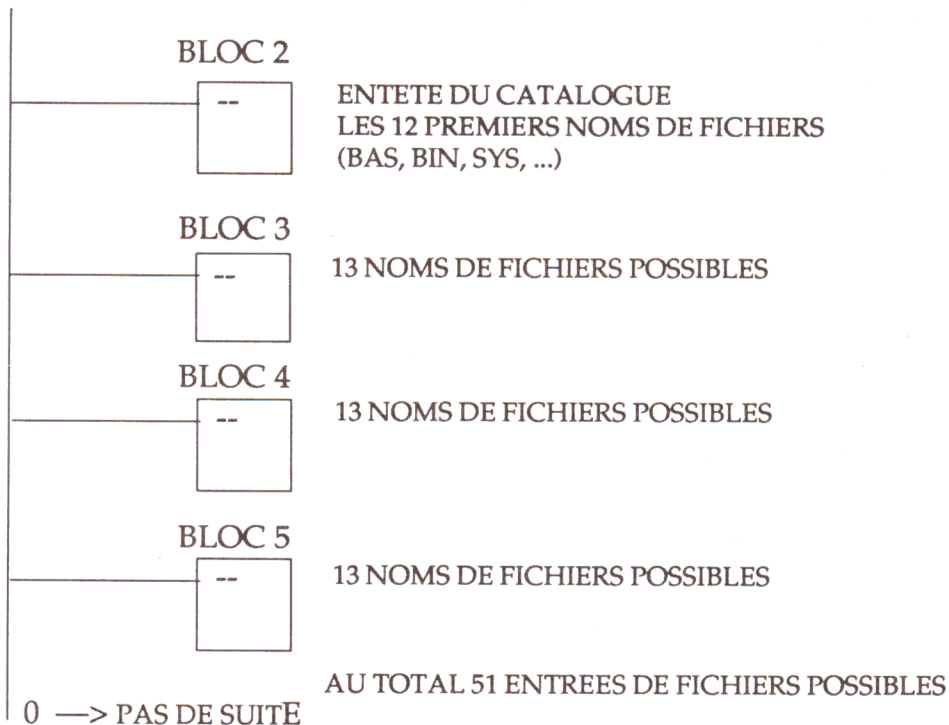 BLOC 2
--
ENTETE DU CATALOGUE
LES 12 PREMIERS NOMS DE FICHIERS
(BAS, BIN, SYS, ...)
BLOC 3
--
13 NOMS DE FICHIERS POSSIBLES
BLOC 4
--
13 NOMS DE FICHIERS POSSIBLES
BLOC 5
--
13 NOMS DE FICHIERS POSSIBLES
AU TOTAL 51 ENTREES DE FICHIERS POSSIBLES
0 —> PAS DE SUITE